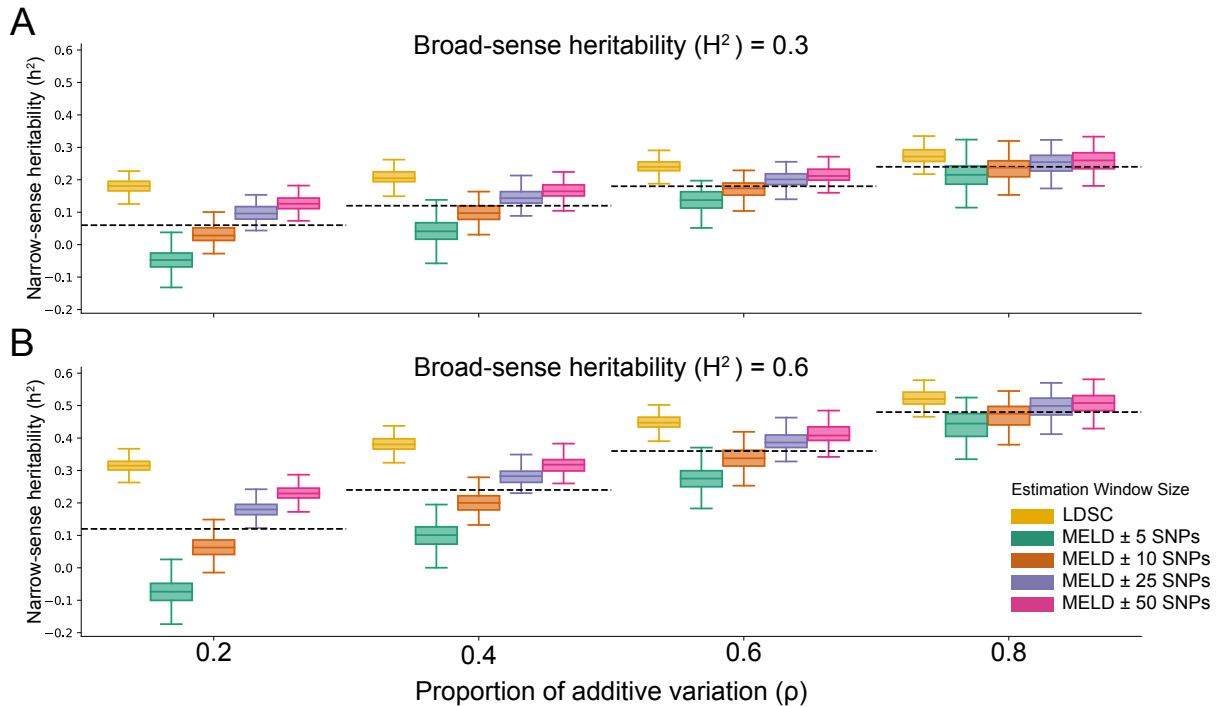 A
Broad-sense heritability (H²) = 0.3
Narrow-sense heritability (h²)
0.6
0.5
0.4
0.3
0.2
0.1
0.0
−0.1
−0.2
B
Broad-sense heritability (H²) = 0.6
Narrow-sense heritability (h²)
0.6
0.5
0.4
0.3
0.2
0.1
0.0
−0.1
−0.2
Estimation Window Size
LDSC
MELD ± 5 SNPs
MELD ± 10 SNPs
MELD ± 25 SNPs
MELD ± 50 SNPs
0.2 0.4 0.6 0.8
Proportion of additive variation (ρ)